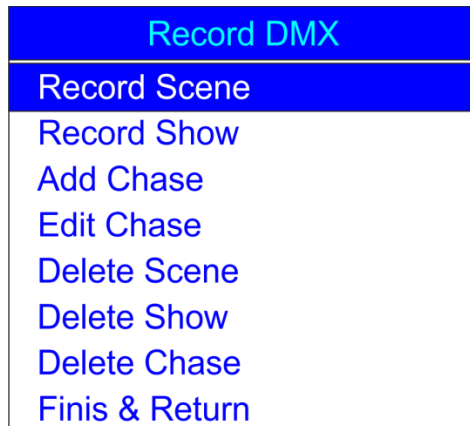 Record DMX
Record Scene
Record Show
Add Chase
Edit Chase
Delete Scene
Delete Show
Delete Chase
Finis & Return